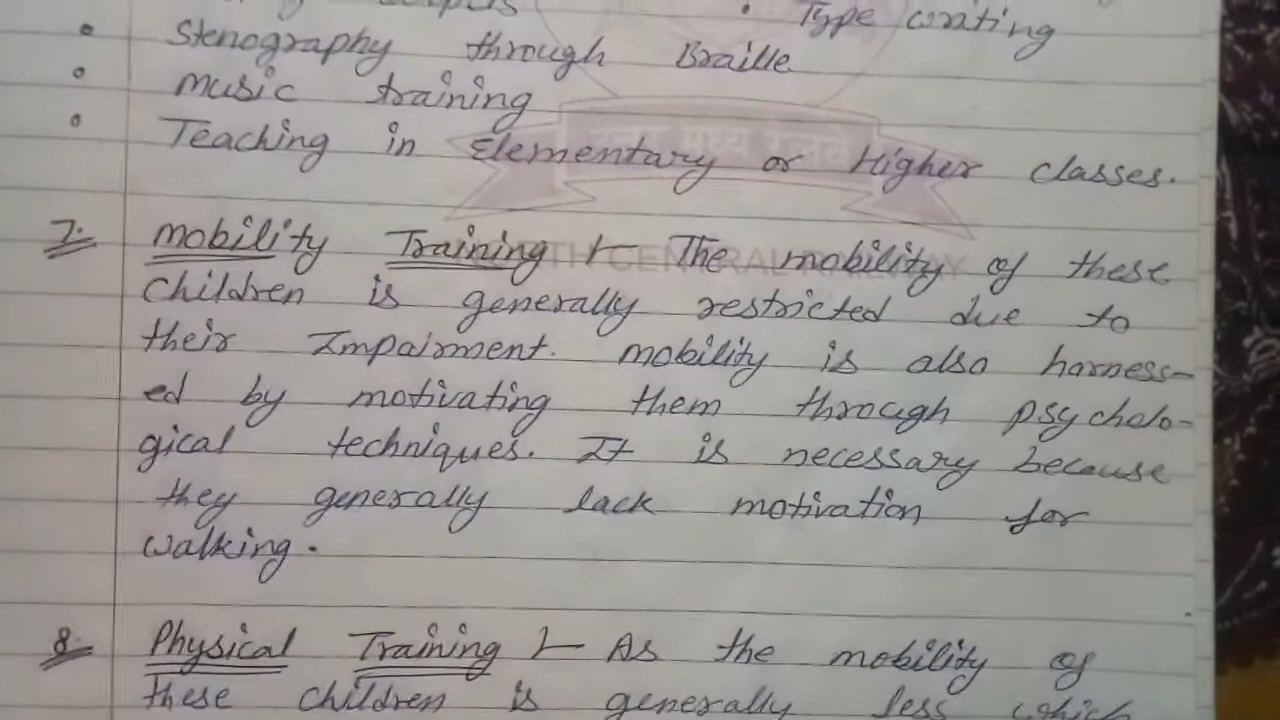 Type writing
Stenography through Braille
music training
Teaching in Elementary or Higher classes.
7. mobility Training :- The mobility of these
children is generally restricted due to
their Impairment. mobility is also harness-
ed by motivating them through psycholo-
gical techniques. It is necessary because
they generally lack motivation for
walking.
8. Physical Training :- As the mobility of
these children is generally less which